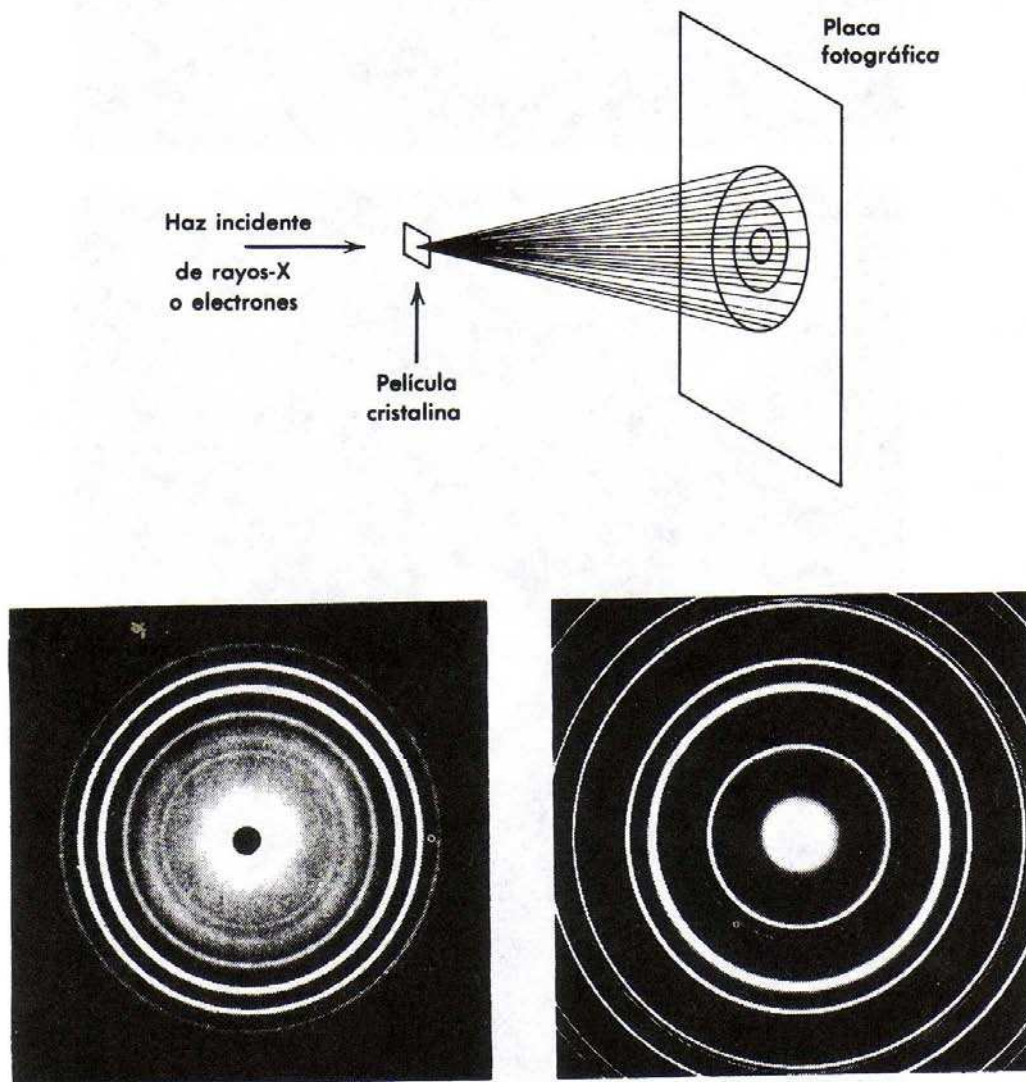 Placa
fotográfica
Haz incidente
de rayos-X
o electrones
Película
cristalina